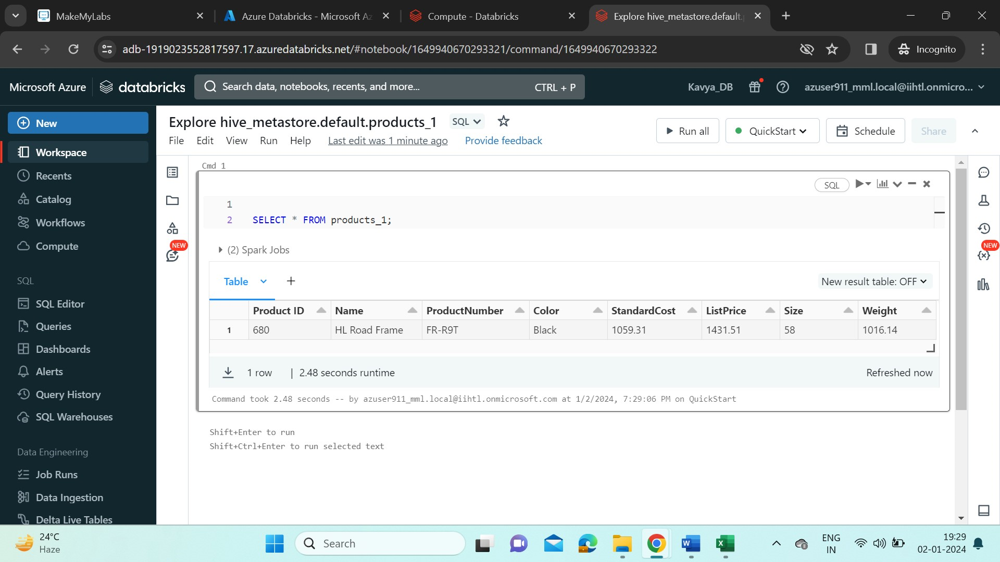 MakeMyLabs
Azure Databricks - Microsoft Az
Compute - Databricks
Explore hive_metastore.default.
adb-1919023552817597.17.azuredatabricks.net/#notebook/1649940670293321/command/1649940670293322
Incognito
Microsoft Azure
databricks
Search data, notebooks, recents, and more...
CTRL + P
Kavya_DB
azuser911_mml.local@iihtl.onmicro...
New
Workspace
Recents
Catalog
Workflows
Compute
SQL
SQL Editor
Queries
Dashboards
Alerts
Query History
SQL Warehouses
Data Engineering
Job Runs
Data Ingestion
Delta Live Tables
Explore hive_metastore.default.products_1
SQL
File Edit View Run Help Last edit was 1 minute ago Provide feedback
Run all
QuickStart
Schedule
Share
NEW
NEW
Cmd 1
SQL
1
2 SELECT * FROM products_1;
(2) Spark Jobs
Table
+
New result table: OFF
Product ID Name ProductNumber Color StandardCost ListPrice Size Weight
1 680 HL Road Frame FR-R9T Black 1059.31 1431.51 58 1016.14
1 row | 2.48 seconds runtime
Refreshed now
Command took 2.48 seconds -- by azuser911_mml.local@iihtl.onmicrosoft.com at 1/2/2024, 7:29:06 PM on QuickStart
Shift+Enter to run
Shift+Ctrl+Enter to run selected text
24°C
Haze
Search
ENG
IN
19:29
02-01-2024